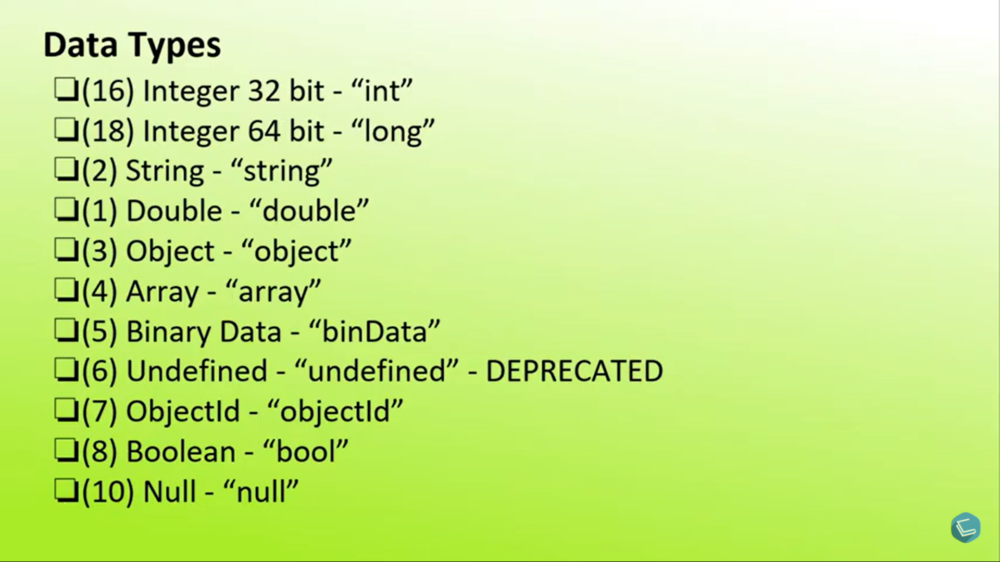 Data Types
❑(16) Integer 32 bit - “int”
❑(18) Integer 64 bit - “long”
❑(2) String - “string”
❑(1) Double - “double”
❑(3) Object - “object”
❑(4) Array - “array”
❑(5) Binary Data - “binData”
❑(6) Undefined - “undefined” - DEPRECATED
❑(7) ObjectId - “objectId”
❑(8) Boolean - “bool”
❑(10) Null - “null”